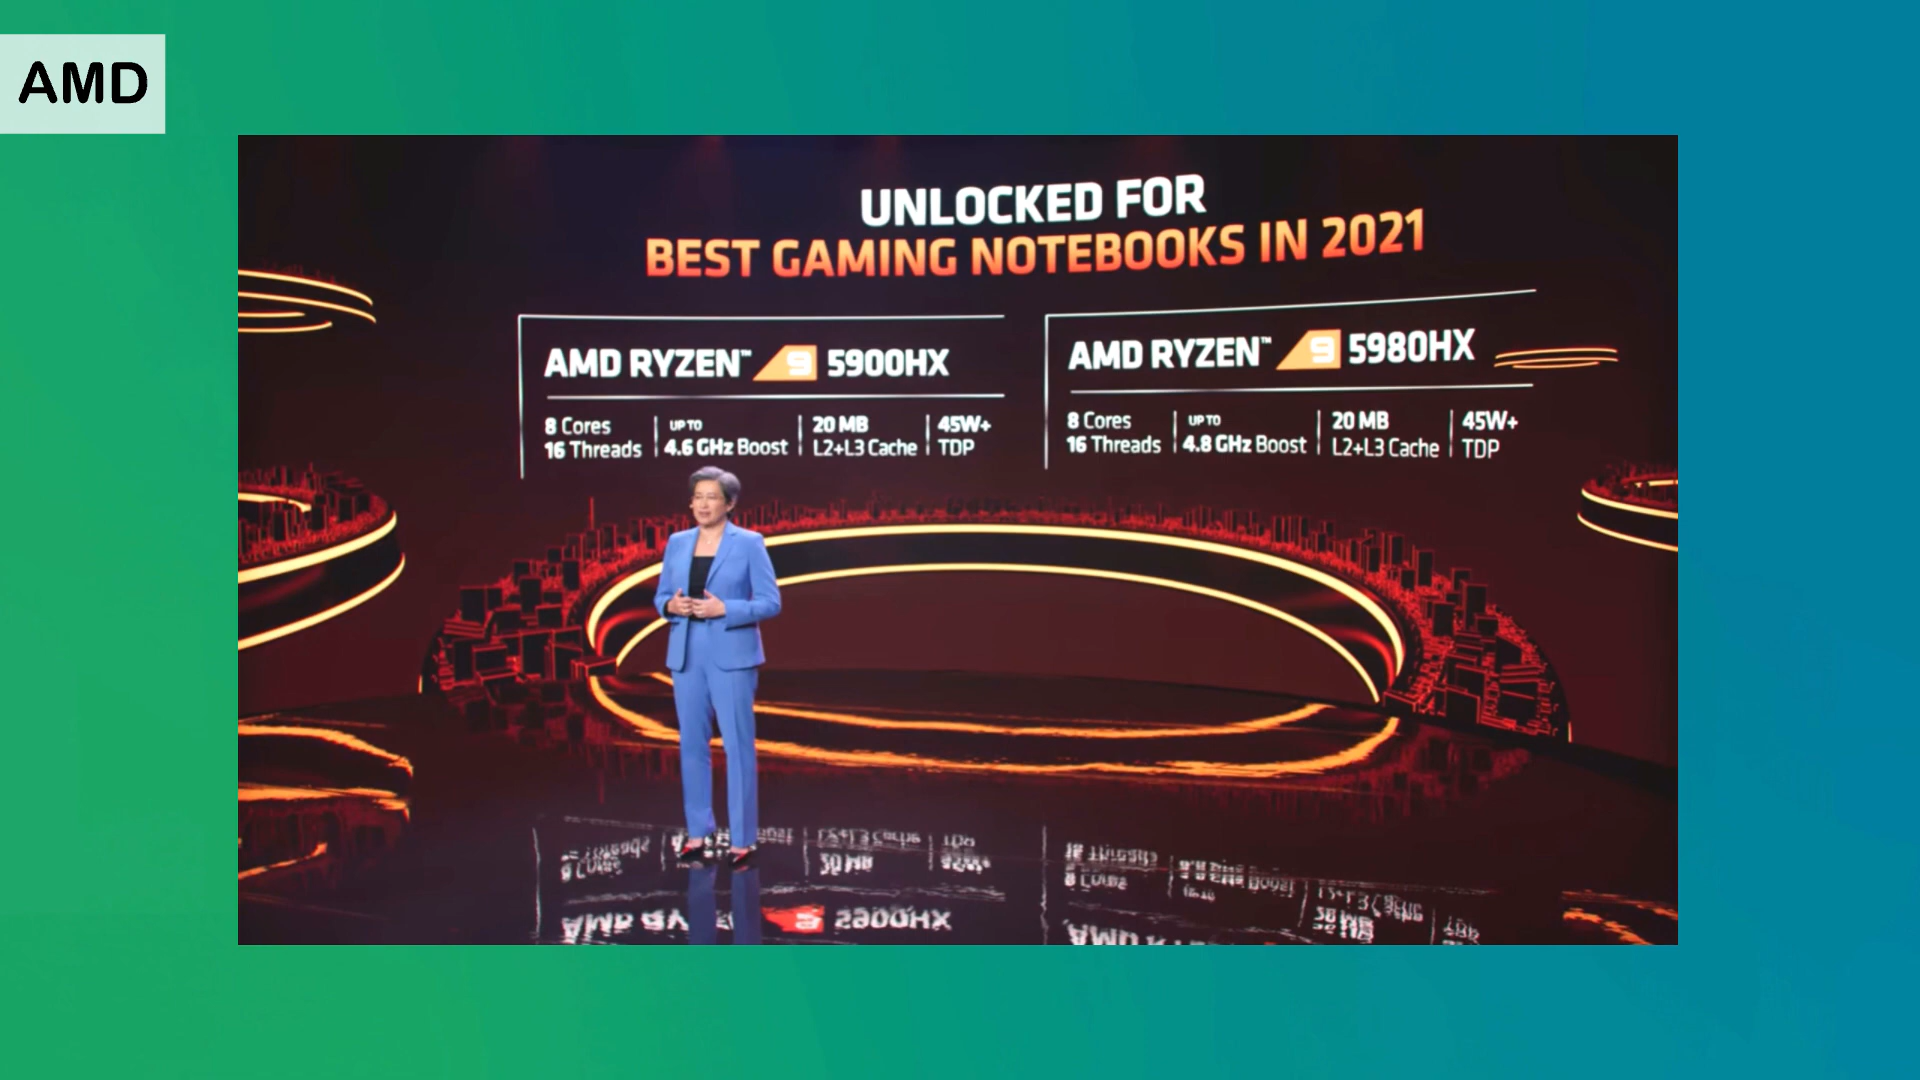 AMD
UNLOCKED FOR
BEST GAMING NOTEBOOKS IN 2021
AMD RYZEN™ 9 5900HX
8 Cores
16 Threads
UP TO
4.6 GHz Boost
20 MB
L2+L3 Cache
45W+
TDP
AMD RYZEN™ 9 5980HX
8 Cores
16 Threads
UP TO
4.8 GHz Boost
20 MB
L2+L3 Cache
45W+
TDP